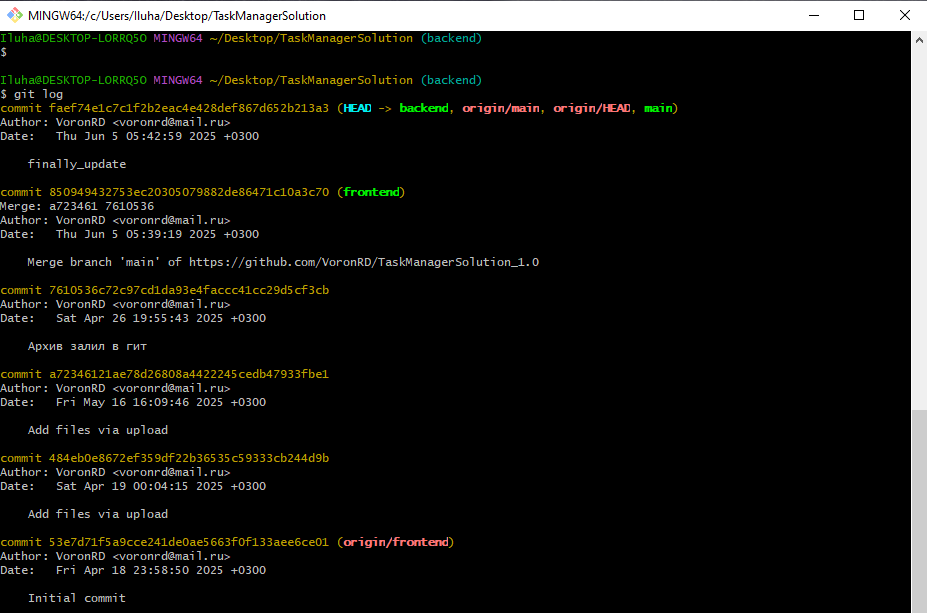 MINGW64:/c/Users/Iluha/Desktop/TaskManagerSolution
Iluha@DESKTOP-LORRQ5O MINGW64 ~/Desktop/TaskManagerSolution (backend)
$
Iluha@DESKTOP-LORRQ5O MINGW64 ~/Desktop/TaskManagerSolution (backend)
$ git log
commit faef74e1c7c1f2b2eac4e428def867d652b213a3 (HEAD -> backend, origin/main, origin/HEAD, main)
Author: VoronRD <voronrd@mail.ru>
Date:   Thu Jun 5 05:42:59 2025 +0300
finally_update
commit 850949432753ec20305079882de86471c10a3c70 (frontend)
Merge: a723461 7610536
Author: VoronRD <voronrd@mail.ru>
Date:   Thu Jun 5 05:39:19 2025 +0300
Merge branch 'main' of https://github.com/VoronRD/TaskManagerSolution_1.0
commit 7610536c72c97cd1da93e4faccc41cc29d5cf3cb
Author: VoronRD <voronrd@mail.ru>
Date:   Sat Apr 26 19:55:43 2025 +0300
Архив залил в гит
commit a72346121ae78d26808a4422245cedb47933fbe1
Author: VoronRD <voronrd@mail.ru>
Date:   Fri May 16 16:09:46 2025 +0300
Add files via upload
commit 484eb0e8672ef359df22b36535c59333cb244d9b
Author: VoronRD <voronrd@mail.ru>
Date:   Sat Apr 19 00:04:15 2025 +0300
Add files via upload
commit 53e7d71f5a9cce241de0ae5663f0f133aee6ce01 (origin/frontend)
Author: VoronRD <voronrd@mail.ru>
Date:   Fri Apr 18 23:58:50 2025 +0300
Initial commit